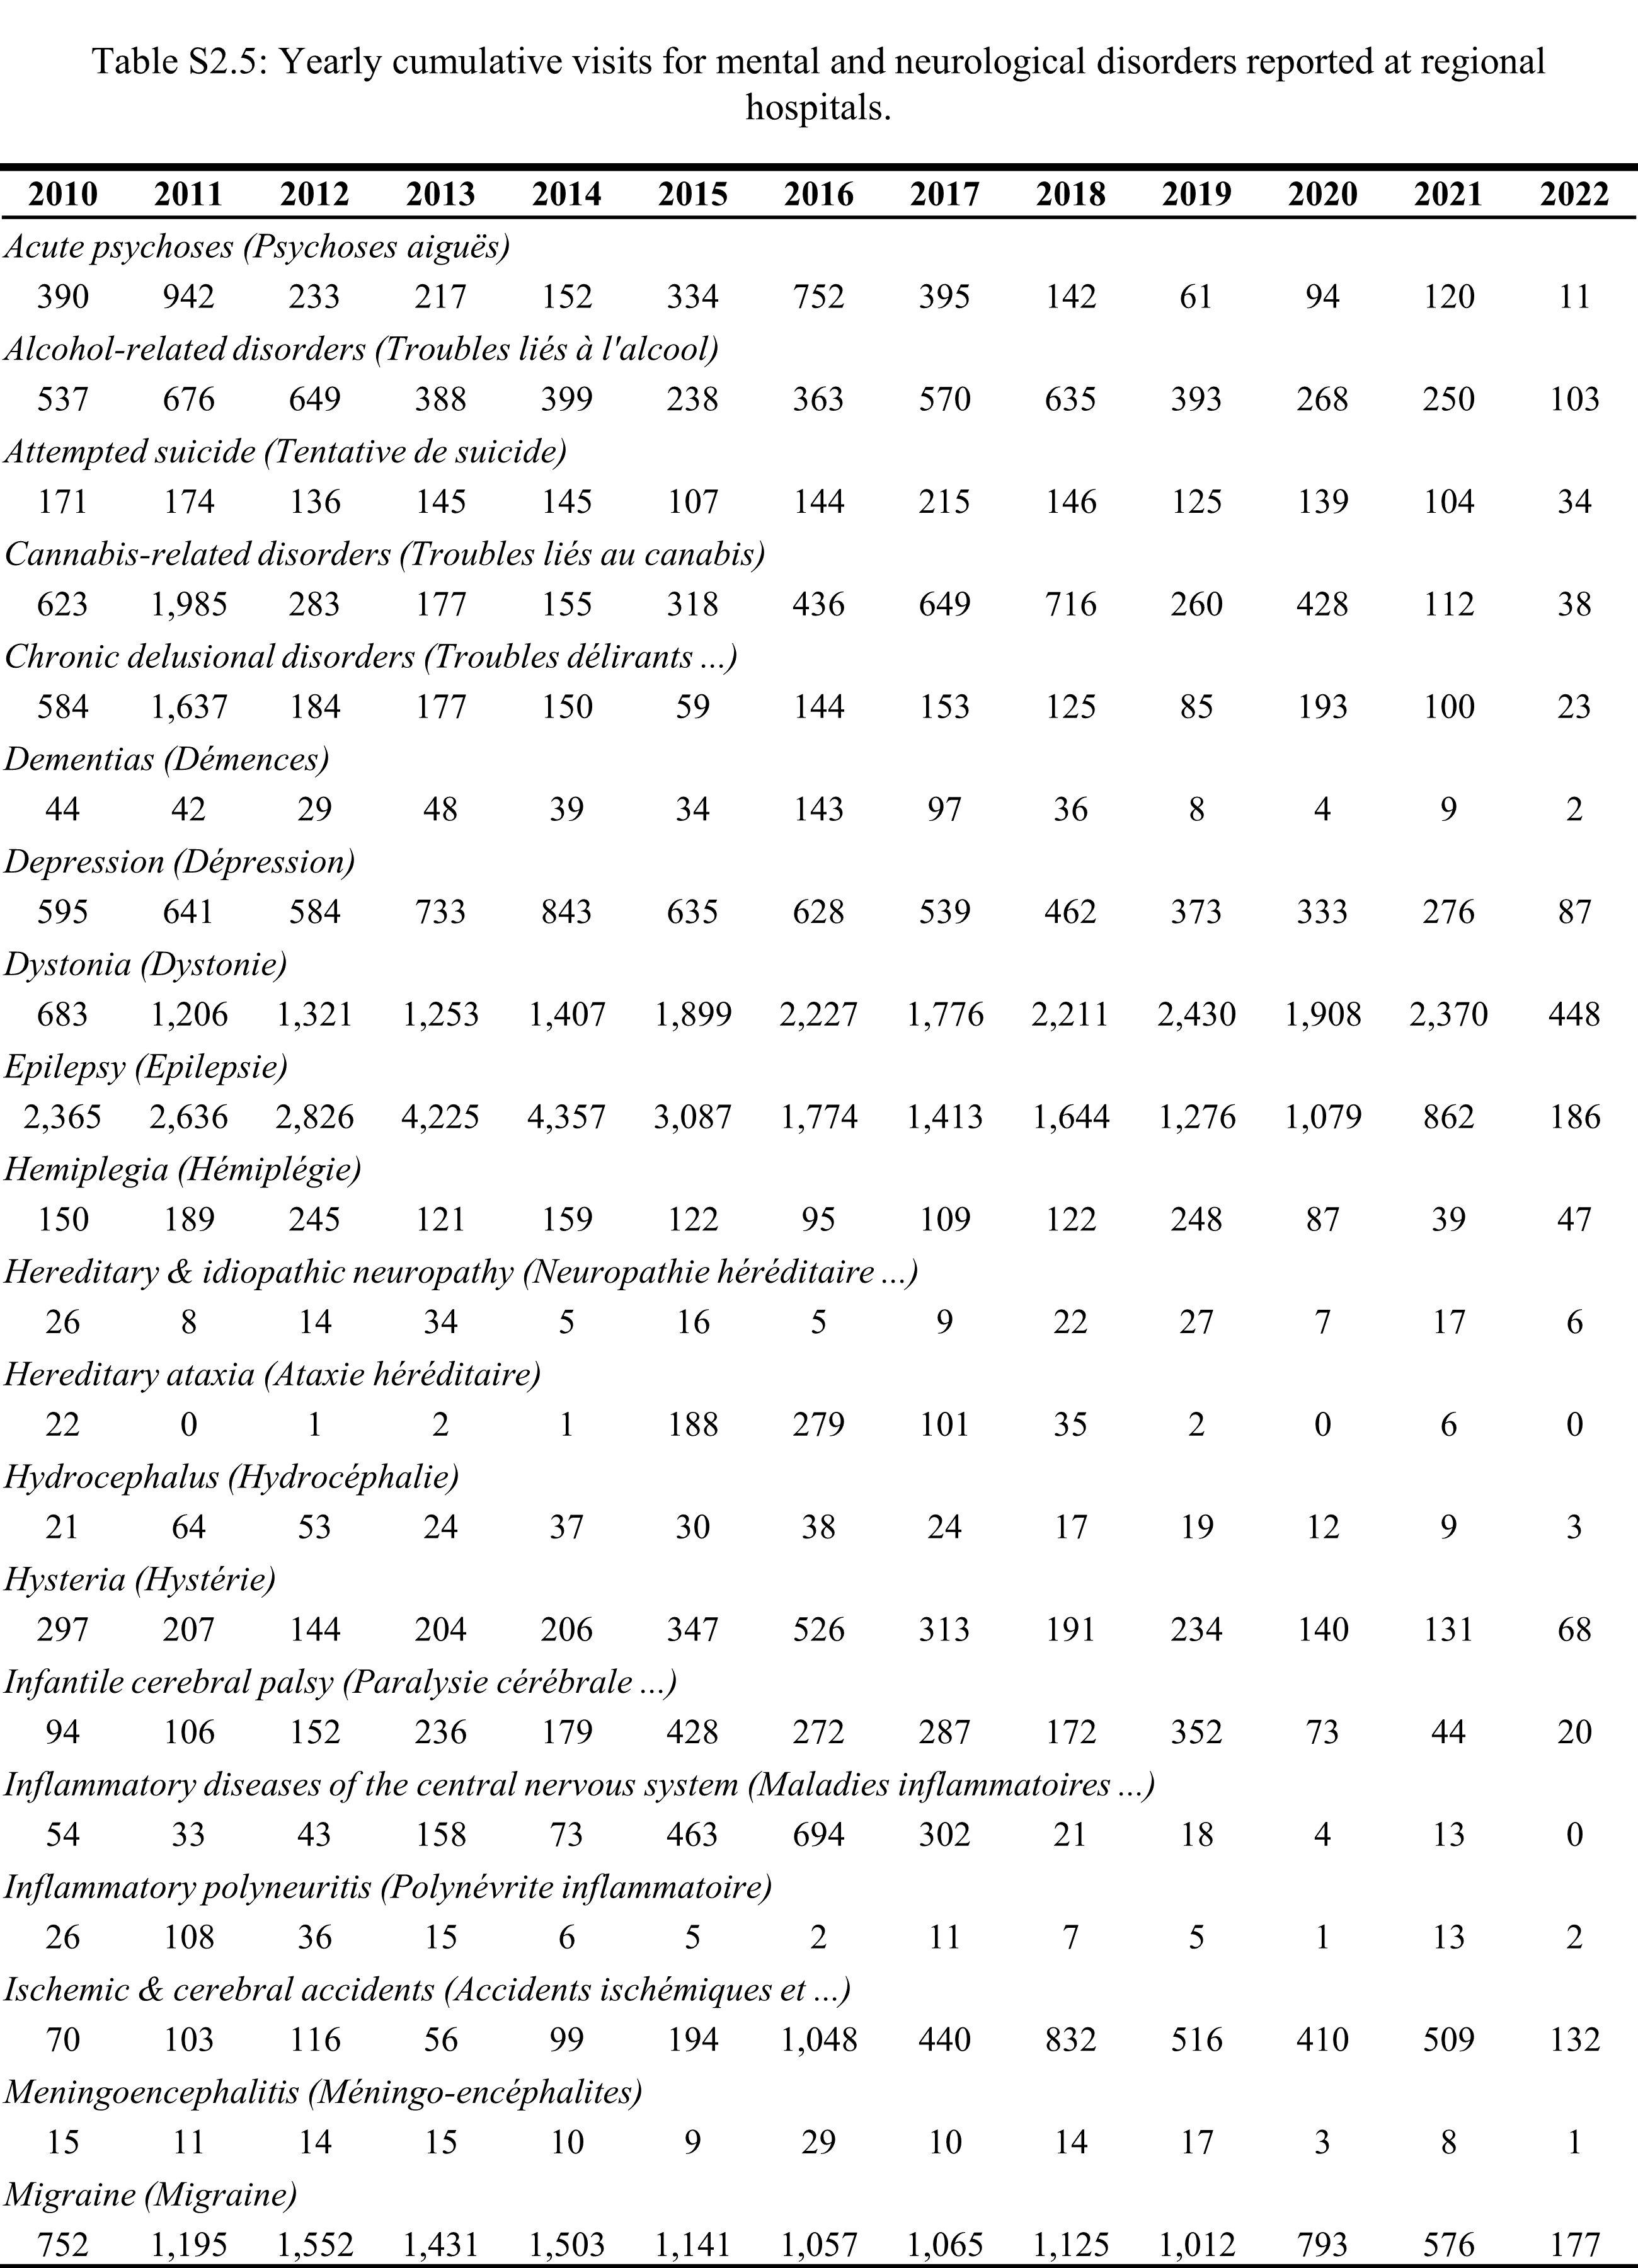 Table S2.5: Yearly cumulative visits for mental and neurological disorders reported at regional
hospitals.
2010 2011 2012 2013 2014 2015 2016 2017 2018 2019 2020 2021 2022
Acute psychoses (Psychoses aiguës)
390 942 233 217 152 334 752 395 142 61 94 120 11
Alcohol-related disorders (Troubles liés à l'alcool)
537 676 649 388 399 238 363 570 635 393 268 250 103
Attempted suicide (Tentative de suicide)
171 174 136 145 145 107 144 215 146 125 139 104 34
Cannabis-related disorders (Troubles liés au canabis)
623 1,985 283 177 155 318 436 649 716 260 428 112 38
Chronic delusional disorders (Troubles délirants ...)
584 1,637 184 177 150 59 144 153 125 85 193 100 23
Dementias (Démences)
44 42 29 48 39 34 143 97 36 8 4 9 2
Depression (Dépression)
595 641 584 733 843 635 628 539 462 373 333 276 87
Dystonia (Dystonie)
683 1,206 1,321 1,253 1,407 1,899 2,227 1,776 2,211 2,430 1,908 2,370 448
Epilepsy (Epilepsie)
2,365 2,636 2,826 4,225 4,357 3,087 1,774 1,413 1,644 1,276 1,079 862 186
Hemiplegia (Hémiplégie)
150 189 245 121 159 122 95 109 122 248 87 39 47
Hereditary & idiopathic neuropathy (Neuropathie héréditaire ...)
26 8 14 34 5 16 5 9 22 27 7 17 6
Hereditary ataxia (Ataxie héréditaire)
22 0 1 2 1 188 279 101 35 2 0 6 0
Hydrocephalus (Hydrocéphalie)
21 64 53 24 37 30 38 24 17 19 12 9 3
Hysteria (Hystérie)
297 207 144 204 206 347 526 313 191 234 140 131 68
Infantile cerebral palsy (Paralysie cérébrale ...)
94 106 152 236 179 428 272 287 172 352 73 44 20
Inflammatory diseases of the central nervous system (Maladies inflammatoires ...)
54 33 43 158 73 463 694 302 21 18 4 13 0
Inflammatory polyneuritis (Polynévrite inflammatoire)
26 108 36 15 6 5 2 11 7 5 1 13 2
Ischemic & cerebral accidents (Accidents ischémiques et ...)
70 103 116 56 99 194 1,048 440 832 516 410 509 132
Meningoencephalitis (Méningo-encéphalites)
15 11 14 15 10 9 29 10 14 17 3 8 1
Migraine (Migraine)
752 1,195 1,552 1,431 1,503 1,141 1,057 1,065 1,125 1,012 793 576 177